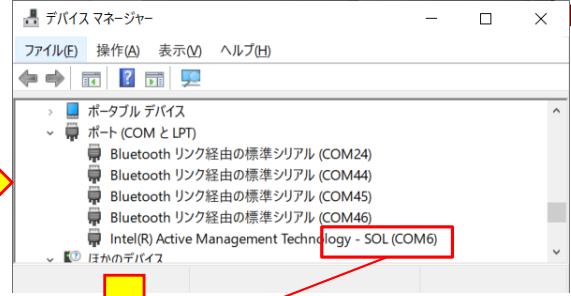 デバイス マネージャー
ファイル(F) 操作(A) 表示(V) ヘルプ(H)
ポータブル デバイス
ポート (COM と LPT)
Bluetooth リンク経由の標準シリアル (COM24)
Bluetooth リンク経由の標準シリアル (COM44)
Bluetooth リンク経由の標準シリアル (COM45)
Bluetooth リンク経由の標準シリアル (COM46)
Intel(R) Active Management Technology - SOL (COM6)
ほかのデバイス